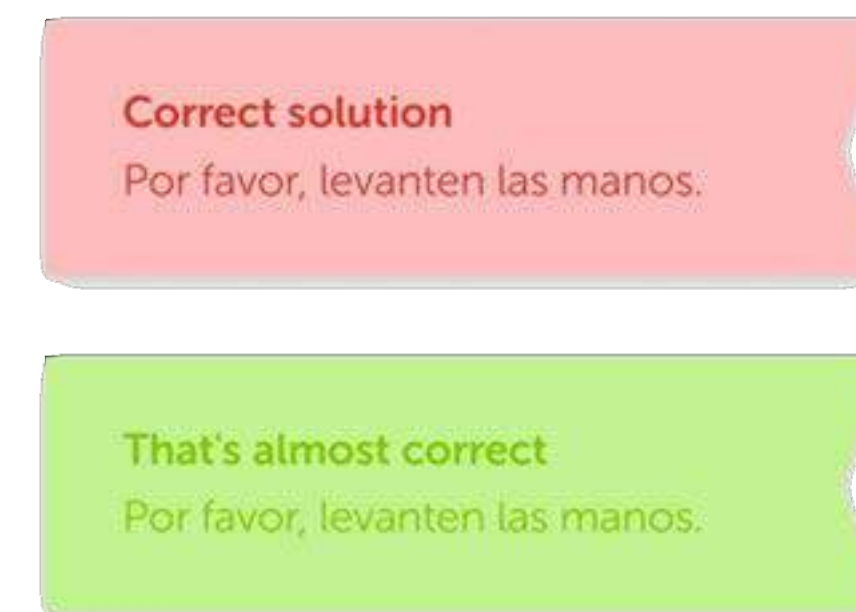 Correct solution
Por favor, levanten las manos.
That's almost correct
Por favor, levanten las manos.